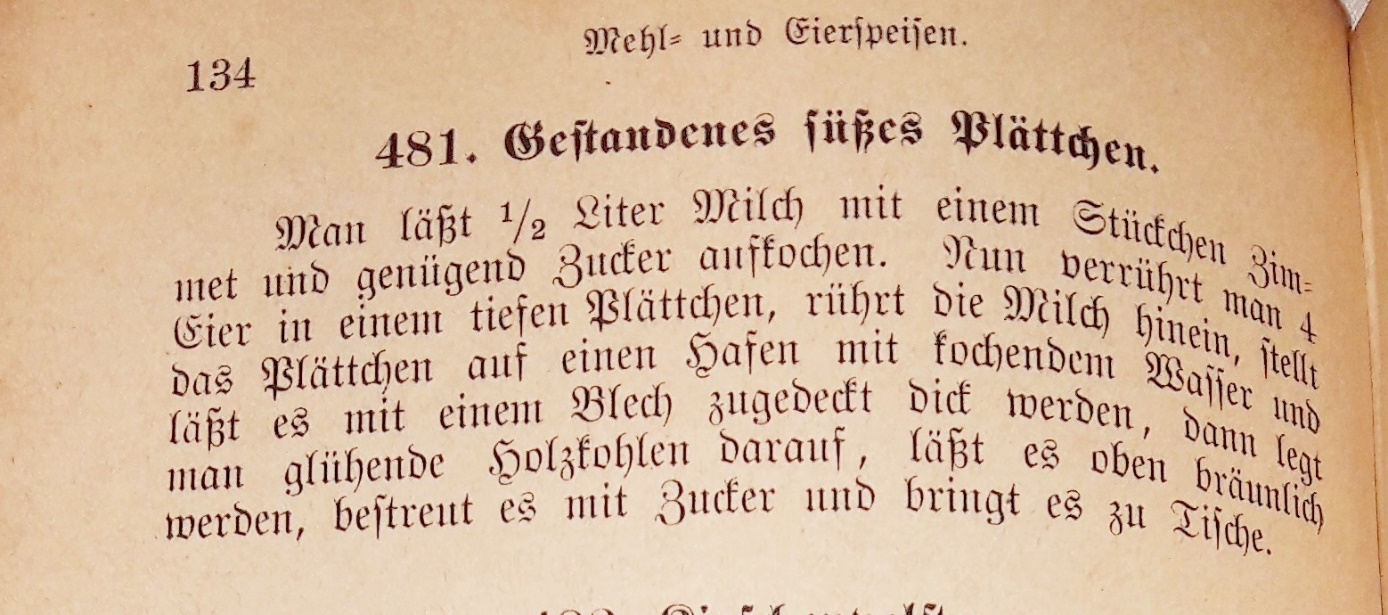 Mehl- und Eierspeisen.
134
481. Gestandenes süßes Plättchen.
Man läßt 1/2 Liter Milch mit einem Stückchen Zim-
met und genügend Zucker aufkochen. Nun verrührt man 4
Eier in einem tiefen Plättchen, rührt die Milch hinein, stellt
das Plättchen auf einen Hafen mit kochendem Wasser und
läßt es mit einem Blech zugedeckt dick werden, dann legt
man glühende Holzkohlen darauf, läßt es oben bräunlich
werden, bestreut es mit Zucker und bringt es zu Tische.